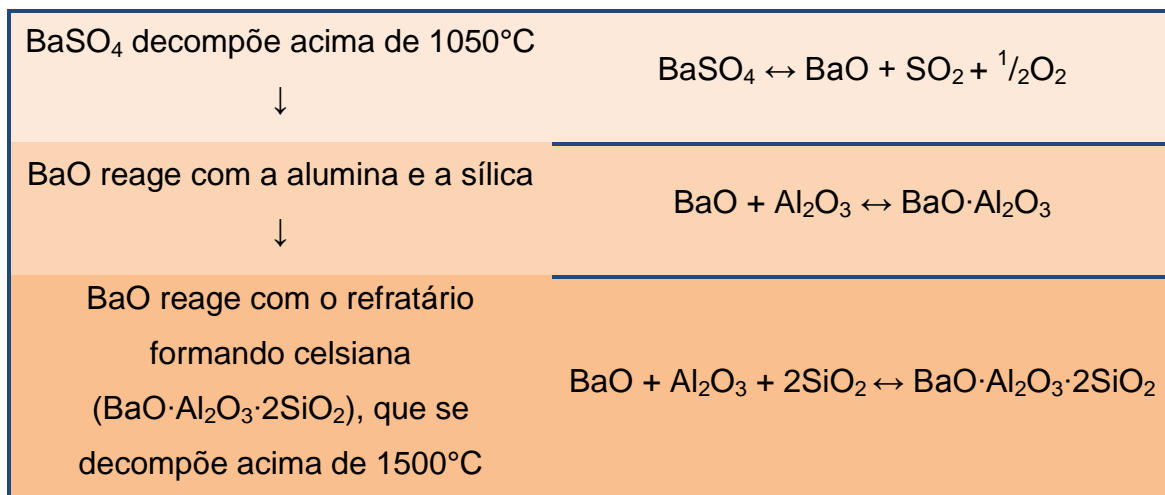 BaSO₄ decompõe acima de 1050°C
↓
BaSO₄ ↔ BaO + SO₂ + ¹/₂O₂
BaO reage com a alumina e a sílica
↓
BaO + Al₂O₃ ↔ BaO·Al₂O₃
BaO reage com o refratário
formando celsiana
(BaO·Al₂O₃·2SiO₂), que se
decompõe acima de 1500°C
BaO + Al₂O₃ + 2SiO₂ ↔ BaO·Al₂O₃·2SiO₂